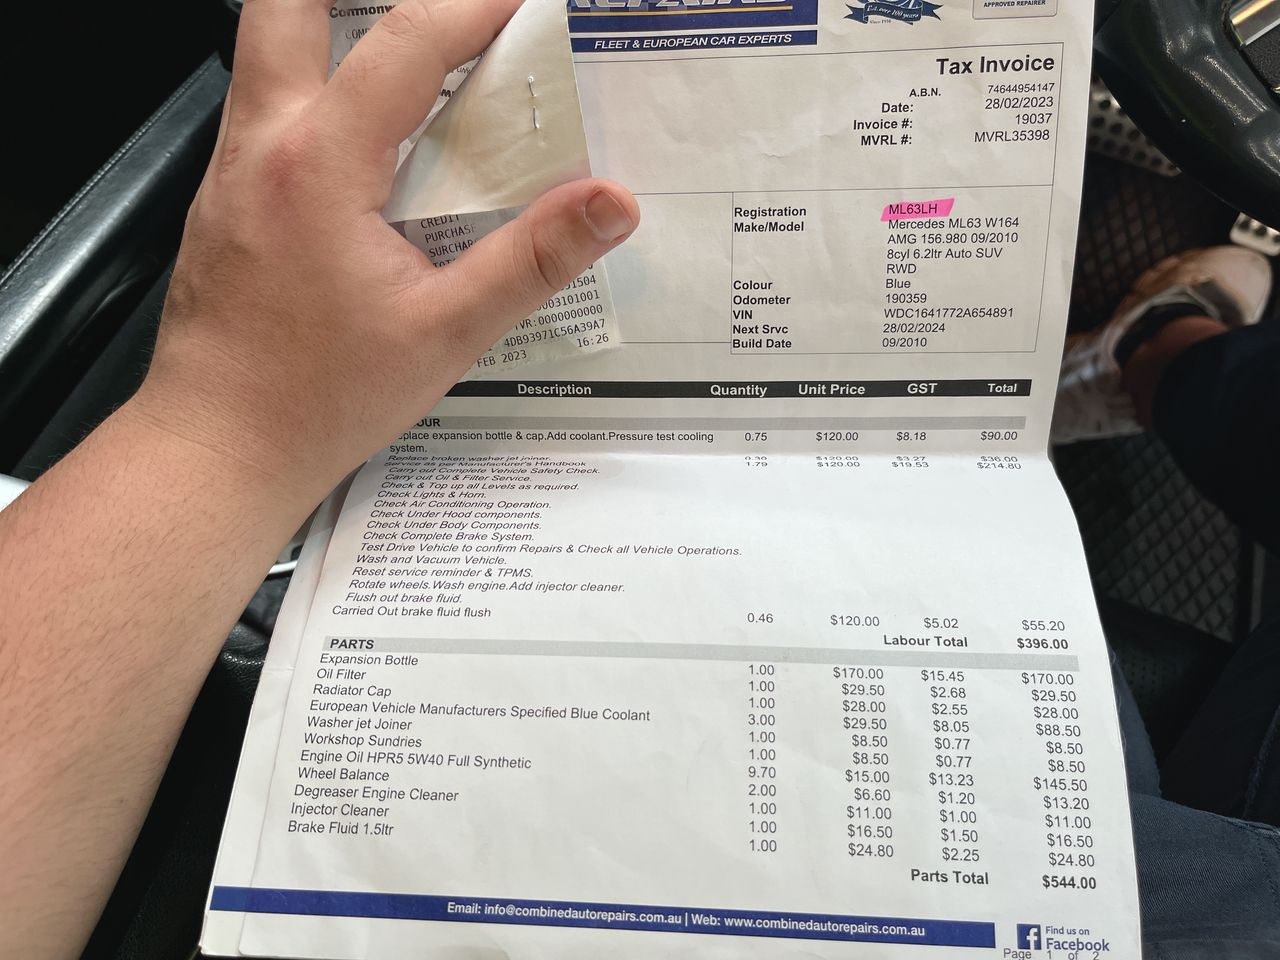 Commonw
FLEET & EUROPEAN CAR EXPERTS
Est. over 100 years
Since 1910
APPROVED REPAIRER
Tax Invoice
A.B.N. 74644954147
Date: 28/02/2023
Invoice #: 19037
MVRL #: MVRL35398
CREDIT
PURCHASE
SURCHAR
31504
0003101001
TVR:0000000000
4DB93971C56A39A7
FEB 2023 16:26
Registration ML63LH
Make/Model Mercedes ML63 W164
AMG 156.980 09/2010
8cyl 6.2ltr Auto SUV
RWD
Colour Blue
Odometer 190359
VIN WDC1641772A654891
Next Srvc 28/02/2024
Build Date 09/2010
Description Quantity Unit Price GST Total
OUR
place expansion bottle & cap.Add coolant.Pressure test cooling 0.75 $120.00 $8.18 $90.00
system.
Replace broken washer jet joiner. 0.30 $120.00 $3.27 $36.00
Service as per Manufacturer's Handbook 1.79 $120.00 $19.53 $214.80
Carry out Complete Vehicle Safety Check.
Carry out Oil & Filter Service.
Check & Top up all Levels as required.
Check Lights & Horn.
Check Air Conditioning Operation.
Check Under Hood components.
Check Under Body Components.
Check Complete Brake System.
Test Drive Vehicle to confirm Repairs & Check all Vehicle Operations.
Wash and Vacuum Vehicle.
Reset service reminder & TPMS.
Rotate wheels.Wash engine.Add injector cleaner.
Flush out brake fluid.
Carried Out brake fluid flush 0.46 $120.00 $5.02 $55.20
Labour Total $396.00
PARTS
Expansion Bottle 1.00 $170.00 $15.45 $170.00
Oil Filter 1.00 $29.50 $2.68 $29.50
Radiator Cap 1.00 $28.00 $2.55 $28.00
European Vehicle Manufacturers Specified Blue Coolant 3.00 $29.50 $8.05 $88.50
Washer jet Joiner 1.00 $8.50 $0.77 $8.50
Workshop Sundries 1.00 $8.50 $0.77 $8.50
Engine Oil HPR5 5W40 Full Synthetic 9.70 $15.00 $13.23 $145.50
Wheel Balance 2.00 $6.60 $1.20 $13.20
Degreaser Engine Cleaner 1.00 $11.00 $1.00 $11.00
Injector Cleaner 1.00 $16.50 $1.50 $16.50
Brake Fluid 1.5ltr 1.00 $24.80 $2.25 $24.80
Parts Total $544.00
Email: info@combinedautorepairs.com.au | Web: www.combinedautorepairs.com.au
Find us on
Facebook
Page 1 of 2